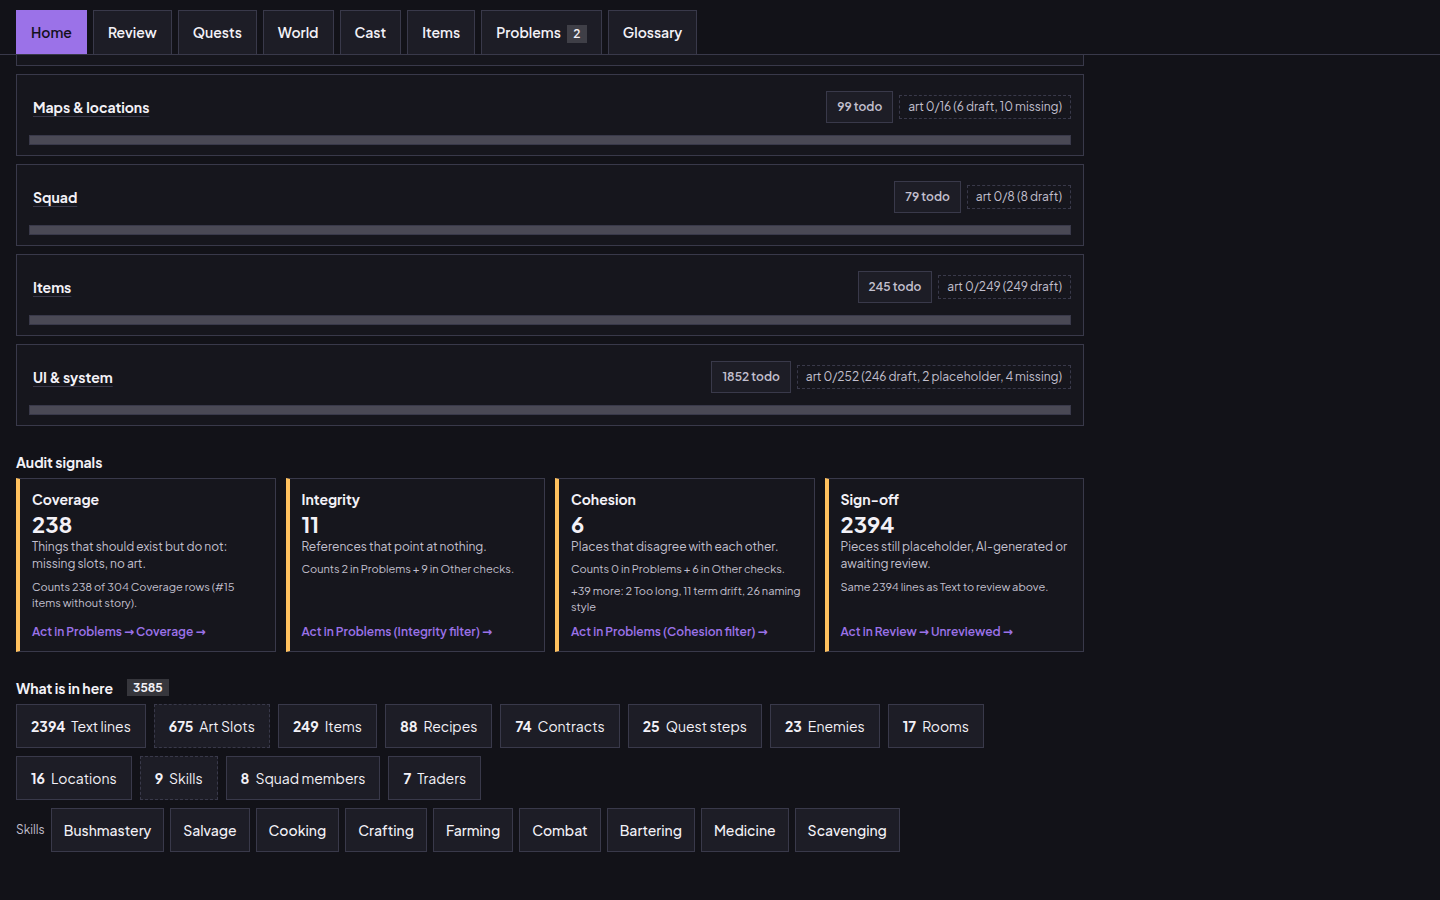 Home Review Quests World Cast Items Problems 2 Glossary
Maps & locations 99 todo art 0/16 (6 draft, 10 missing)
Squad 79 todo art 0/8 (8 draft)
Items 245 todo art 0/249 (249 draft)
UI & system 1852 todo art 0/252 (246 draft, 2 placeholder, 4 missing)
Audit signals
Coverage
238
Things that should exist but do not:
missing slots, no art.
Counts 238 of 304 Coverage rows (#15
items without story).
Act in Problems → Coverage →
Integrity
11
References that point at nothing.
Counts 2 in Problems + 9 in Other checks.
Act in Problems (Integrity filter) →
Cohesion
6
Places that disagree with each other.
Counts 0 in Problems + 6 in Other checks.
+39 more: 2 Too long, 11 term drift, 26 naming
style
Act in Problems (Cohesion filter) →
Sign-off
2394
Pieces still placeholder, AI-generated or
awaiting review.
Same 2394 lines as Text to review above.
Act in Review → Unreviewed →
What is in here 3585
2394 Text lines 675 Art Slots 249 Items 88 Recipes 74 Contracts 25 Quest steps 23 Enemies 17 Rooms
16 Locations 9 Skills 8 Squad members 7 Traders
Skills Bushmastery Salvage Cooking Crafting Farming Combat Bartering Medicine Scavenging